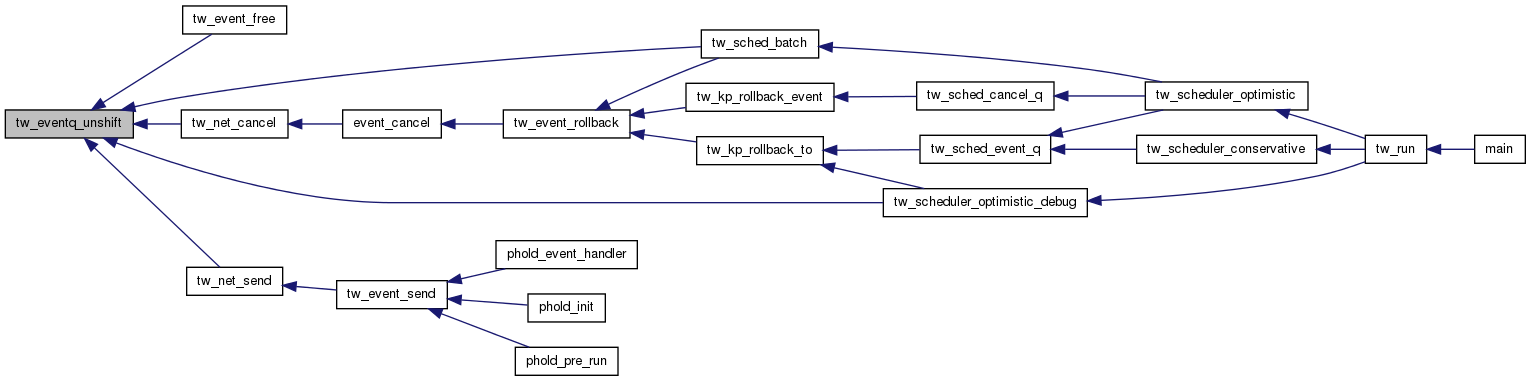 tw_event_free
tw_sched_batch
tw_kp_rollback_event
tw_sched_cancel_q
tw_scheduler_optimistic
tw_eventq_unshift
tw_net_cancel
event_cancel
tw_event_rollback
tw_kp_rollback_to
tw_sched_event_q
tw_scheduler_conservative
tw_run
main
tw_scheduler_optimistic_debug
phold_event_handler
tw_net_send
tw_event_send
phold_init
phold_pre_run